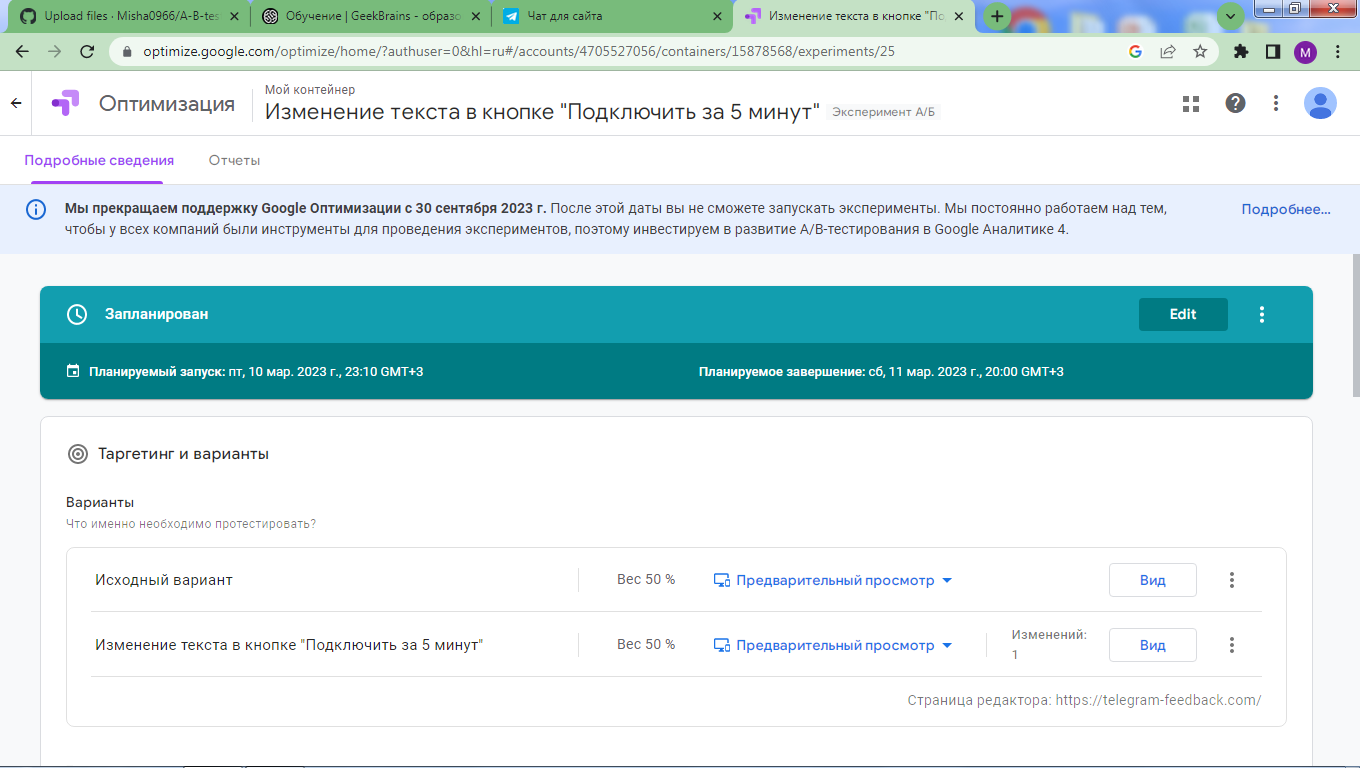 Upload files · Misha0966/A-B-tes
Обучение | GeekBrains - образо
Чат для сайта
Изменение текста в кнопке "По
optimize.google.com/optimize/home/?authuser=0&hl=ru#/accounts/4705527056/containers/15878568/experiments/25
M
Оптимизация
Мой контейнер
Изменение текста в кнопке "Подключить за 5 минут" Эксперимент А/Б
Подробные сведения Отчеты
Мы прекращаем поддержку Google Оптимизации с 30 сентября 2023 г. После этой даты вы не сможете запускать эксперименты. Мы постоянно работаем над тем,
чтобы у всех компаний были инструменты для проведения экспериментов, поэтому инвестируем в развитие A/B-тестирования в Google Аналитике 4.
Подробнее...
Запланирован
Edit
Планируемый запуск: пт, 10 мар. 2023 г., 23:10 GMT+3
Планируемое завершение: сб, 11 мар. 2023 г., 20:00 GMT+3
Таргетинг и варианты
Варианты
Что именно необходимо протестировать?
Исходный вариант Вес 50 % Предварительный просмотр Вид
Изменение текста в кнопке "Подключить за 5 минут" Вес 50 % Предварительный просмотр Изменений: 1 Вид
Страница редактора: https://telegram-feedback.com/